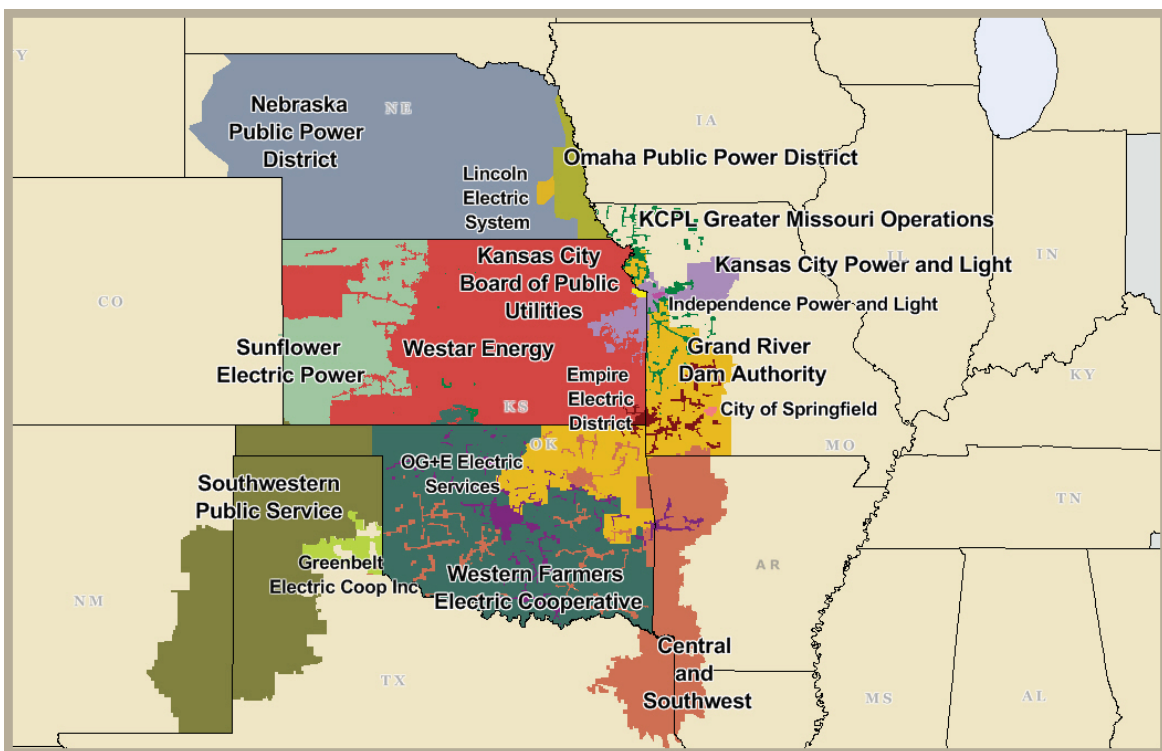 Y
NE
Nebraska
Public Power
District
IA
Omaha Public Power District
Lincoln
Electric
System
KCPL Greater Missouri Operations
IL
IN
Kansas City
Board of Public
Utilities
Kansas City Power and Light
CO
Independence Power and Light
Sunflower
Electric Power
Westar Energy
Grand River
Dam Authority
KY
Empire
Electric
District
KS
City of Springfield
OK
MO
OG+E Electric
Services
Southwestern
Public Service
TN
Greenbelt
Electric Coop Inc
Western Farmers
Electric Cooperative
AR
NM
Central
and
Southwest
TX
MS
AL